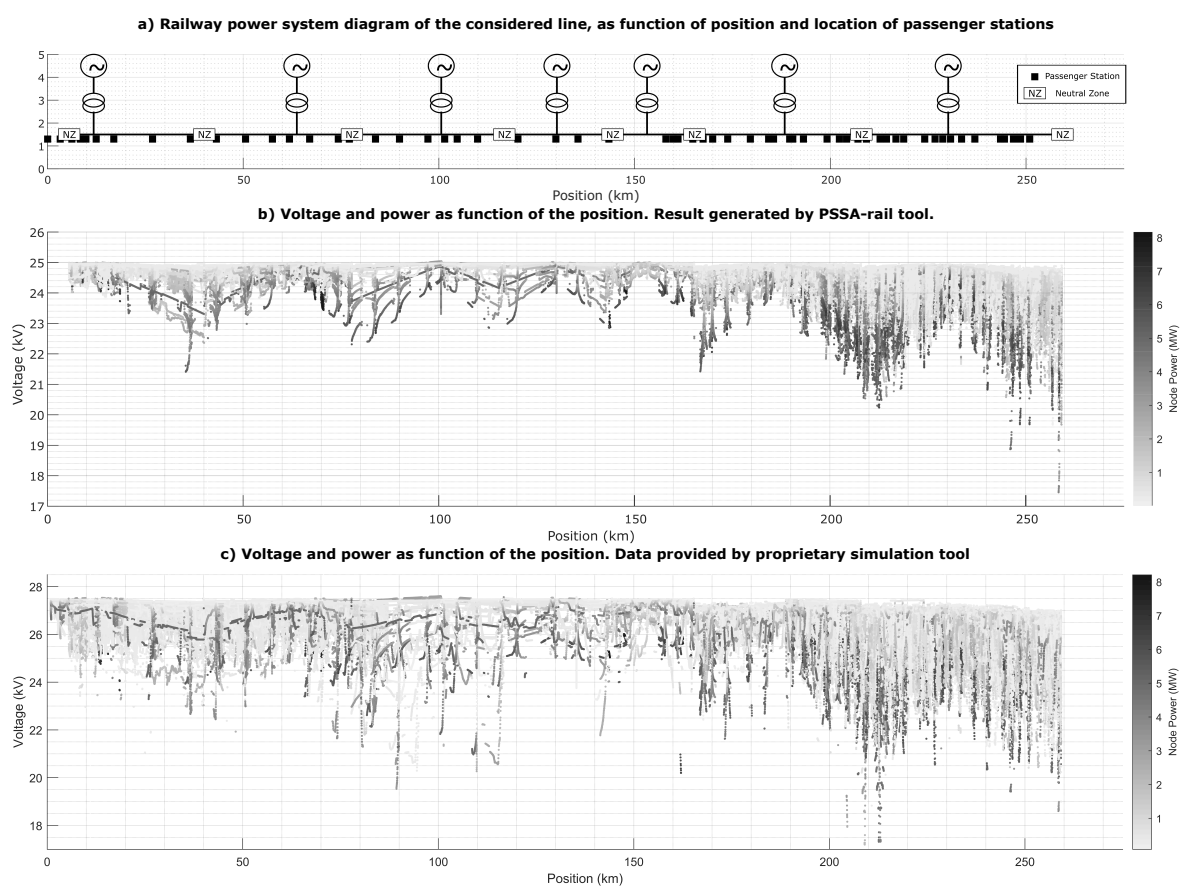 a) Railway power system diagram of the considered line, as function of position and location of passenger stations
5
4
3
2
1
0
Passenger Station
NZ Neutral Zone
NZ NZ NZ NZ NZ NZ NZ NZ
0 50 100 150 200 250
Position (km)
b) Voltage and power as function of the position. Result generated by PSSA-rail tool.
26
25
24
23
22
21
20
19
18
17
Voltage (kV)
0 50 100 150 200 250
Position (km)
8
7
6
5
4
3
2
1
Node Power (MW)
c) Voltage and power as function of the position. Data provided by proprietary simulation tool
28
26
24
22
20
18
Voltage (kV)
0 50 100 150 200 250
Position (km)
8
7
6
5
4
3
2
1
Node Power (MW)